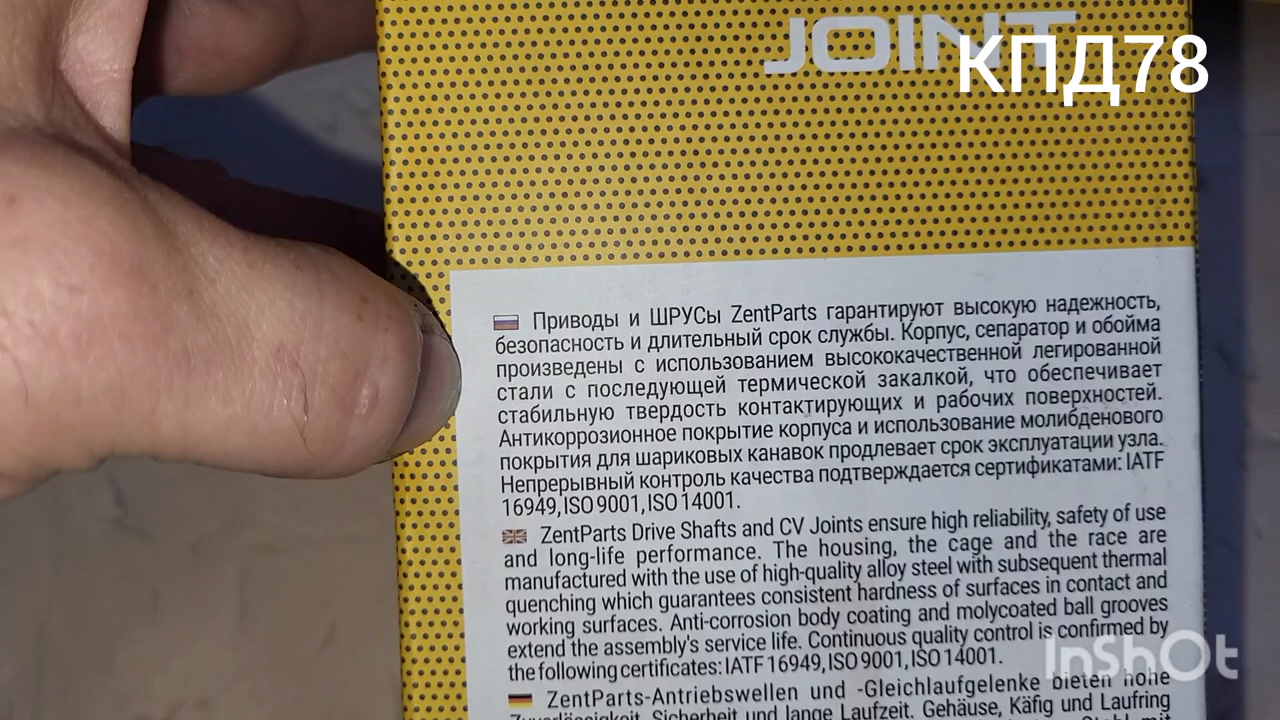 JOINT
КПД78
Приводы и ШРУСы ZentParts гарантируют высокую надежность,
безопасность и длительный срок службы. Корпус, сепаратор и обойма
произведены с использованием высококачественной легированной
стали с последующей термической закалкой, что обеспечивает
стабильную твердость контактирующих и рабочих поверхностей.
Антикоррозионное покрытие корпуса и использование молибденового
покрытия для шариковых канавок продлевает срок эксплуатации узла.
Непрерывный контроль качества подтверждается сертификатами: IATF
16949, ISO 9001, ISO 14001.
ZentParts Drive Shafts and CV Joints ensure high reliability, safety of use
and long-life performance. The housing, the cage and the race are
manufactured with the use of high-quality alloy steel with subsequent thermal
quenching which guarantees consistent hardness of surfaces in contact and
working surfaces. Anti-corrosion body coating and molycoated ball grooves
extend the assembly's service life. Continuous quality control is confirmed by
the following certificates: IATF 16949, ISO 9001, ISO 14001.
InShOt
ZentParts-Antriebswellen und -Gleichlaufgelenke bieten hohe
Zuverlässigkeit, Sicherheit und lange Laufzeit. Gehäuse, Käfig und Laufring